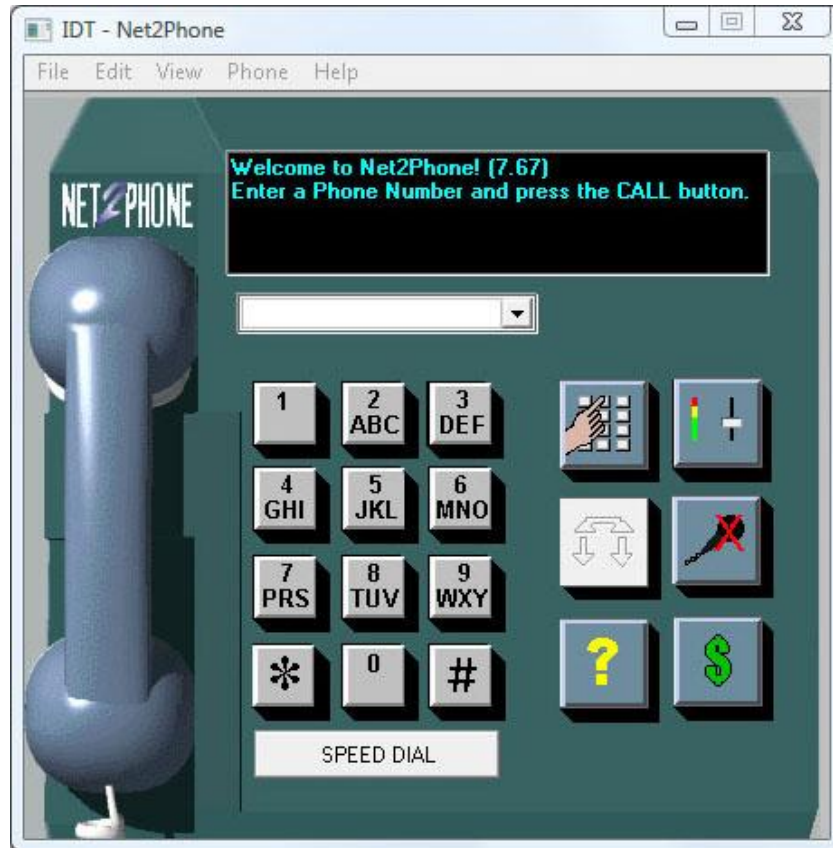 IDT - Net2Phone
File Edit View Phone Help
NET2PHONE
Welcome to Net2Phone! (7.67)
Enter a Phone Number and press the CALL button.
1 2 3
ABC DEF
4 5 6
GHI JKL MNO
7 8 9
PRS TUV WXY
* 0 #
? $
SPEED DIAL